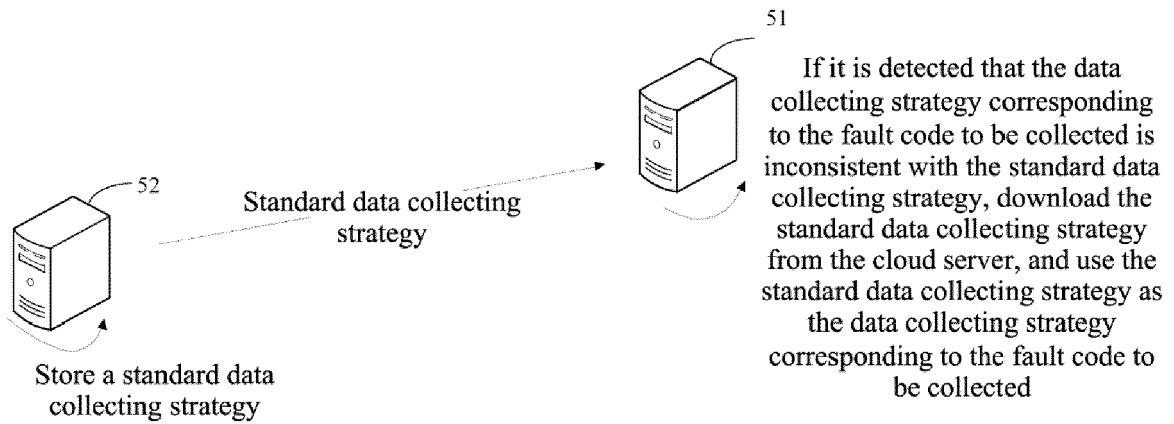 51
If it is detected that the data
collecting strategy corresponding
to the fault code to be collected is
inconsistent with the standard data
collecting strategy, download the
standard data collecting strategy
from the cloud server, and use the
standard data collecting strategy as
the data collecting strategy
corresponding to the fault code to
be collected
52
Standard data collecting
strategy
Store a standard data
collecting strategy